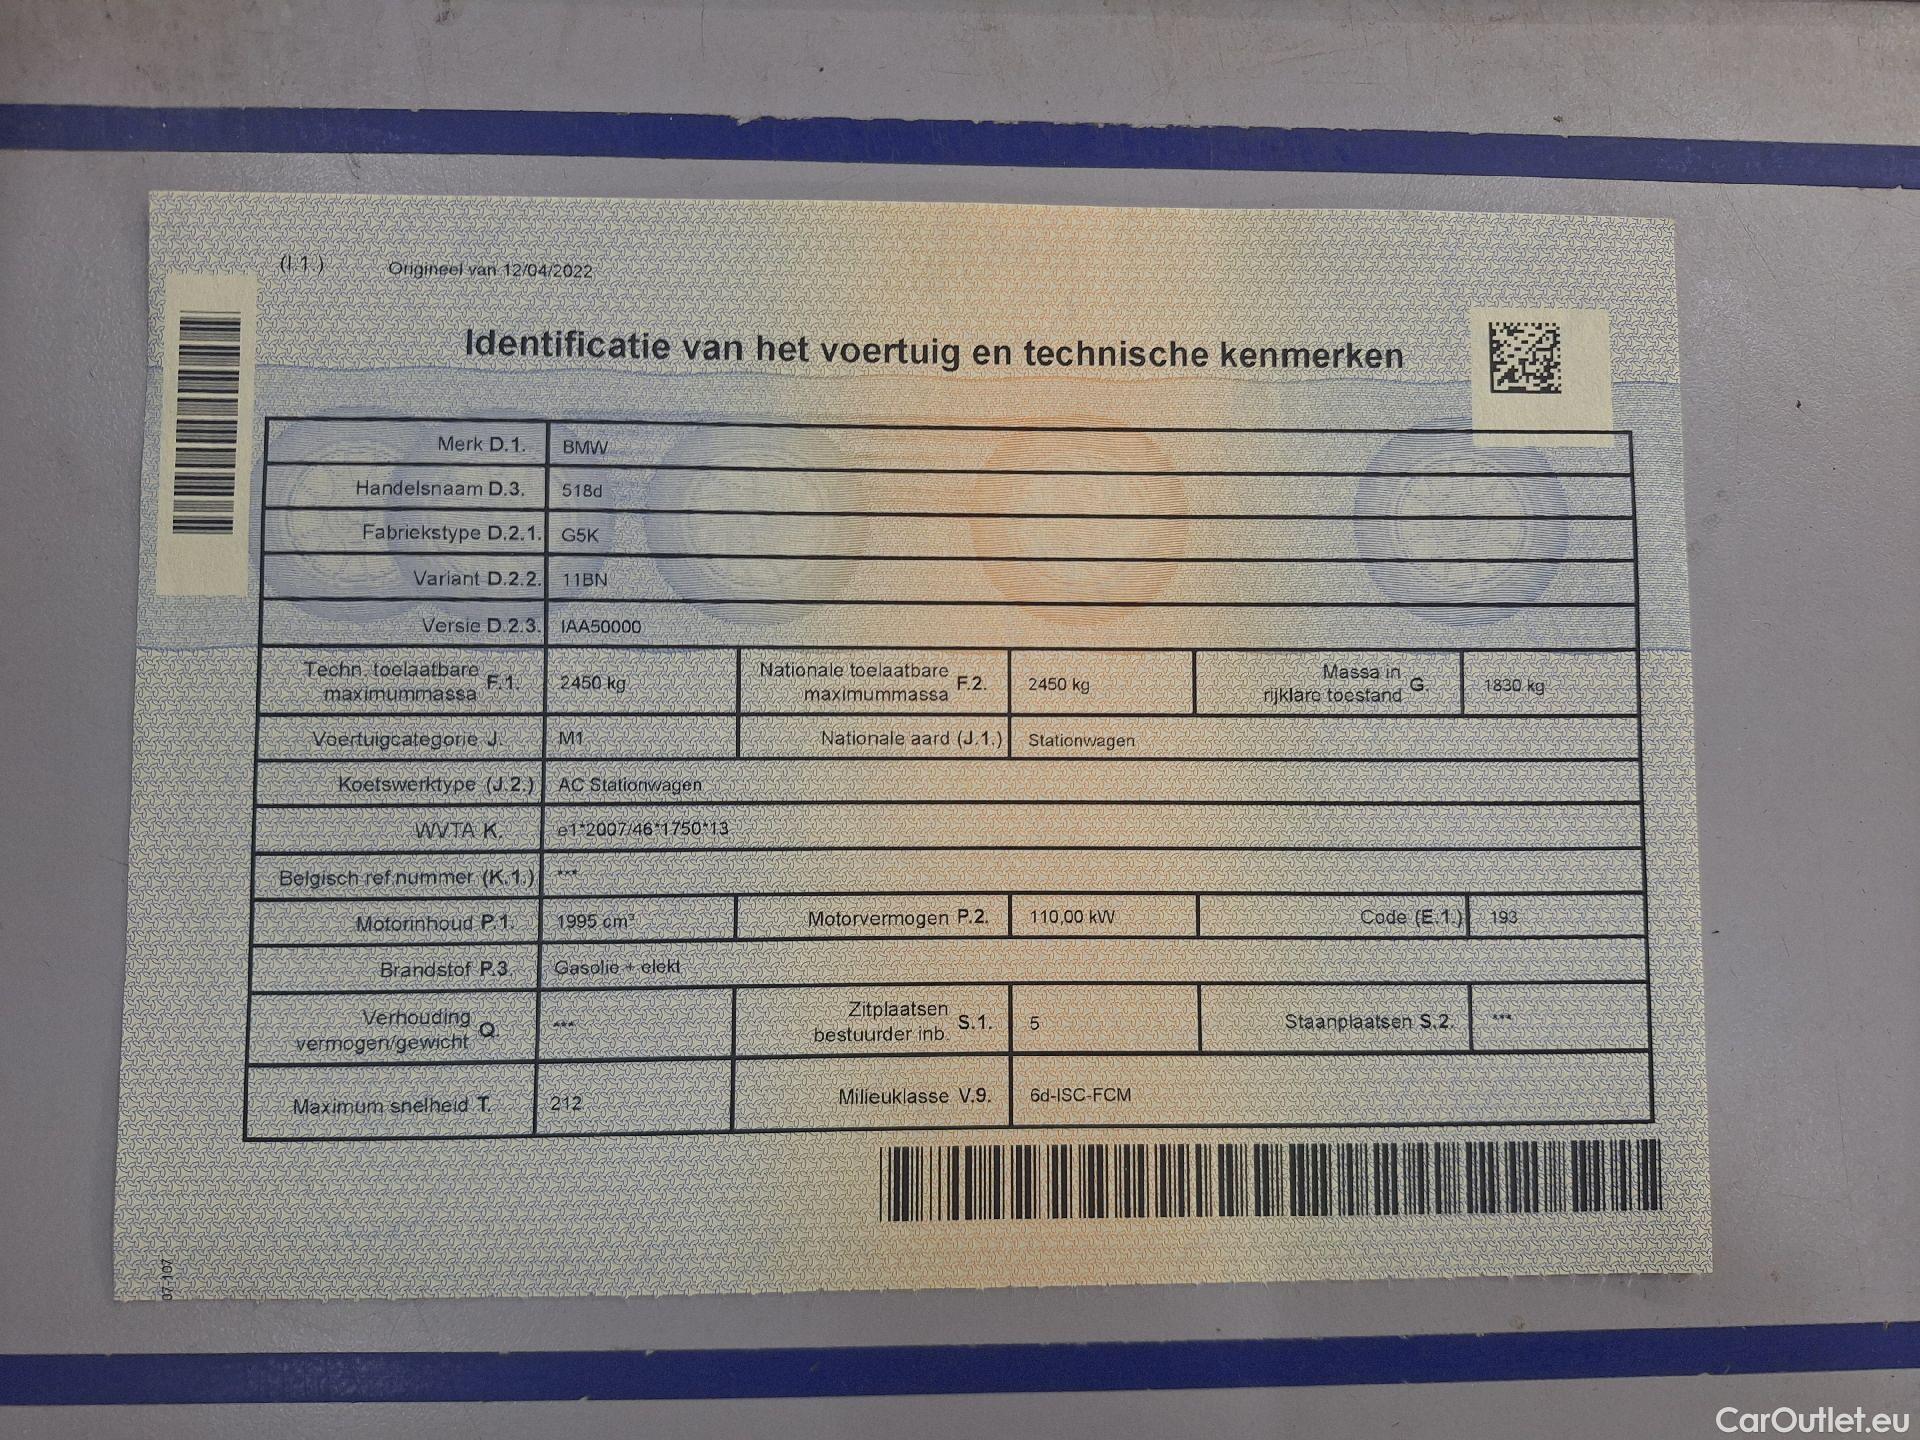 (I.1.) Origineel van 12/04/2022
Identificatie van het voertuig en technische kenmerken
Merk D.1. BMW
Handelsnaam D.3. 518d
Fabriekstype D.2.1. G5K
Variant D.2.2. 11BN
Versie D.2.3. IAA50000
Techn. toelaatbare maximummassa F.1. 2450 kg Nationale toelaatbare maximummassa F.2. 2450 kg Massa in rijklare toestand G. 1830 kg
Voertuigcategorie J. M1 Nationale aard (J.1.) Stationwagen
Koetswerktype (J.2.) AC Stationwagen
WVTA K. e1*2007/46*1750*13
Belgisch ref.nummer (K.1.) ***
Motorinhoud P.1. 1995 cm³ Motorvermogen P.2. 110,00 kW Code (E.1.) 193
Brandstof P.3. Gasolie + elekt
Verhouding vermogen/gewicht Q. *** Zitplaatsen bestuurder inb. S.1. 5 Staanplaatsen S.2. ***
Maximum snelheid T. 212 Milieuklasse V.9. 6d-ISC-FCM
07-107
CarOutlet.eu